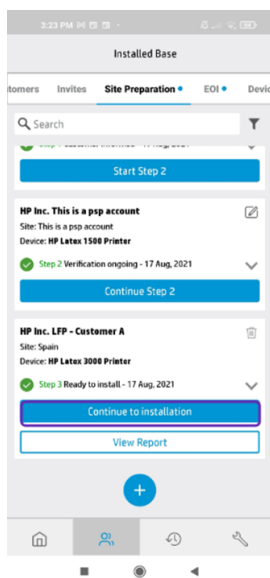 3:23 PM
Installed Base
tomers Invites Site Preparation EOI Devic
Search
Start Step 2
HP Inc. This is a psp account
Site: This is a psp account
Device: HP Latex 1500 Printer
Step 2 Verification ongoing - 17 Aug, 2021
Continue Step 2
HP Inc. LFP - Customer A
Site: Spain
Device: HP Latex 3000 Printer
Step 3 Ready to install - 17 Aug, 2021
Continue to installation
View Report
+